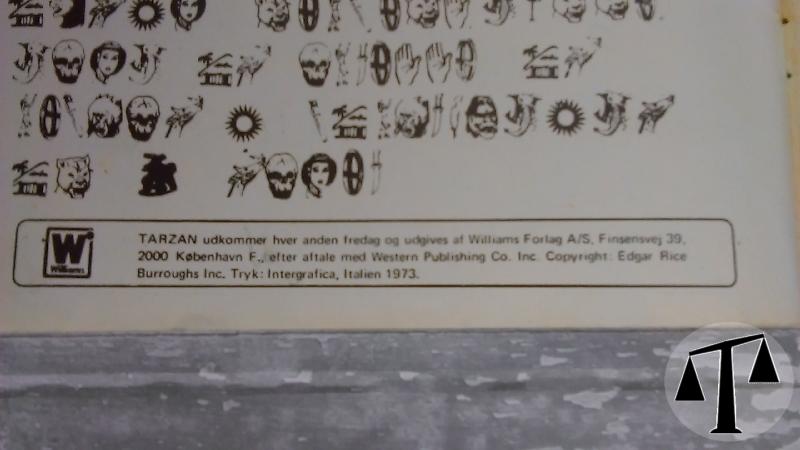 W
Williams
TARZAN udkommer hver anden fredag og udgives af Williams Forlag A/S, Finsensvej 39,
2000 København F., efter aftale med Western Publishing Co. Inc. Copyright: Edgar Rice
Burroughs Inc. Tryk: Intergrafica, Italien 1973.